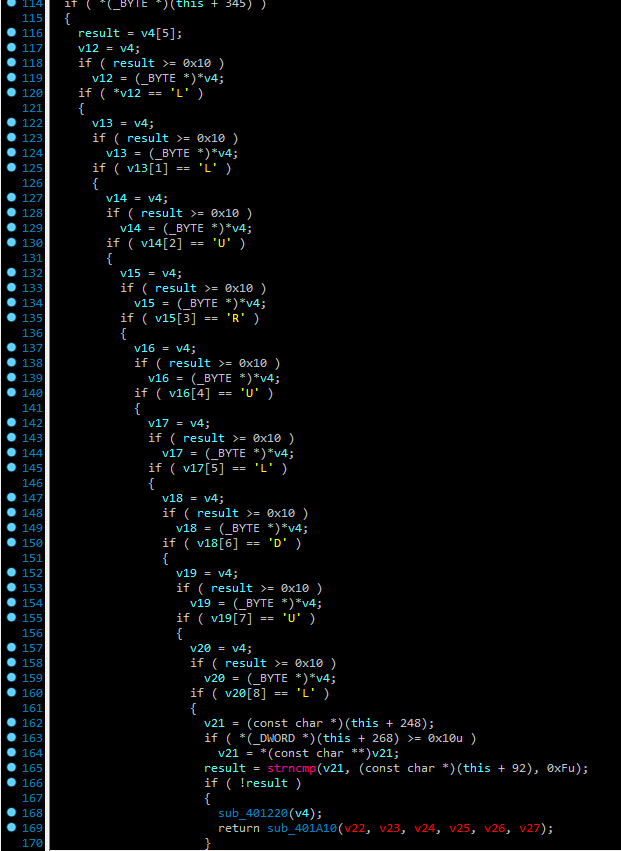 114 if ( *(_BYTE *)(this + 345) )
115 {
116 result = v4[5];
117 v12 = v4;
118 if ( result >= 0x10 )
119 v12 = (_BYTE *)*v4;
120 if ( *v12 == 'L' )
121 {
122 v13 = v4;
123 if ( result >= 0x10 )
124 v13 = (_BYTE *)*v4;
125 if ( v13[1] == 'L' )
126 {
127 v14 = v4;
128 if ( result >= 0x10 )
129 v14 = (_BYTE *)*v4;
130 if ( v14[2] == 'U' )
131 {
132 v15 = v4;
133 if ( result >= 0x10 )
134 v15 = (_BYTE *)*v4;
135 if ( v15[3] == 'R' )
136 {
137 v16 = v4;
138 if ( result >= 0x10 )
139 v16 = (_BYTE *)*v4;
140 if ( v16[4] == 'U' )
141 {
142 v17 = v4;
143 if ( result >= 0x10 )
144 v17 = (_BYTE *)*v4;
145 if ( v17[5] == 'L' )
146 {
147 v18 = v4;
148 if ( result >= 0x10 )
149 v18 = (_BYTE *)*v4;
150 if ( v18[6] == 'D' )
151 {
152 v19 = v4;
153 if ( result >= 0x10 )
154 v19 = (_BYTE *)*v4;
155 if ( v19[7] == 'U' )
156 {
157 v20 = v4;
158 if ( result >= 0x10 )
159 v20 = (_BYTE *)*v4;
160 if ( v20[8] == 'L' )
161 {
162 v21 = (const char *)(this + 248);
163 if ( *(_DWORD *)(this + 268) >= 0x10u )
164 v21 = *(const char **)v21;
165 result = strncmp(v21, (const char *)(this + 92), 0xFu);
166 if ( !result )
167 {
168 sub_401220(v4);
169 return sub_401A10(v22, v23, v24, v25, v26, v27);
170 }